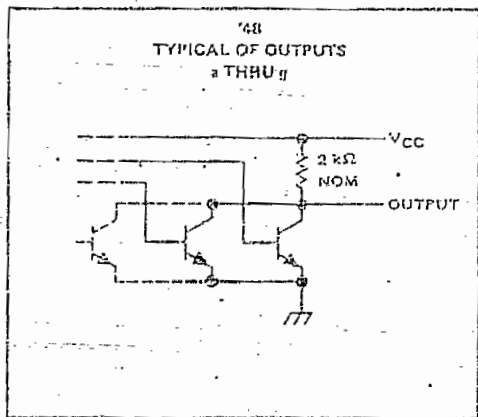 '48
TYPICAL OF OUTPUTS
a THRU g
VCC
2 kΩ
NOM
OUTPUT